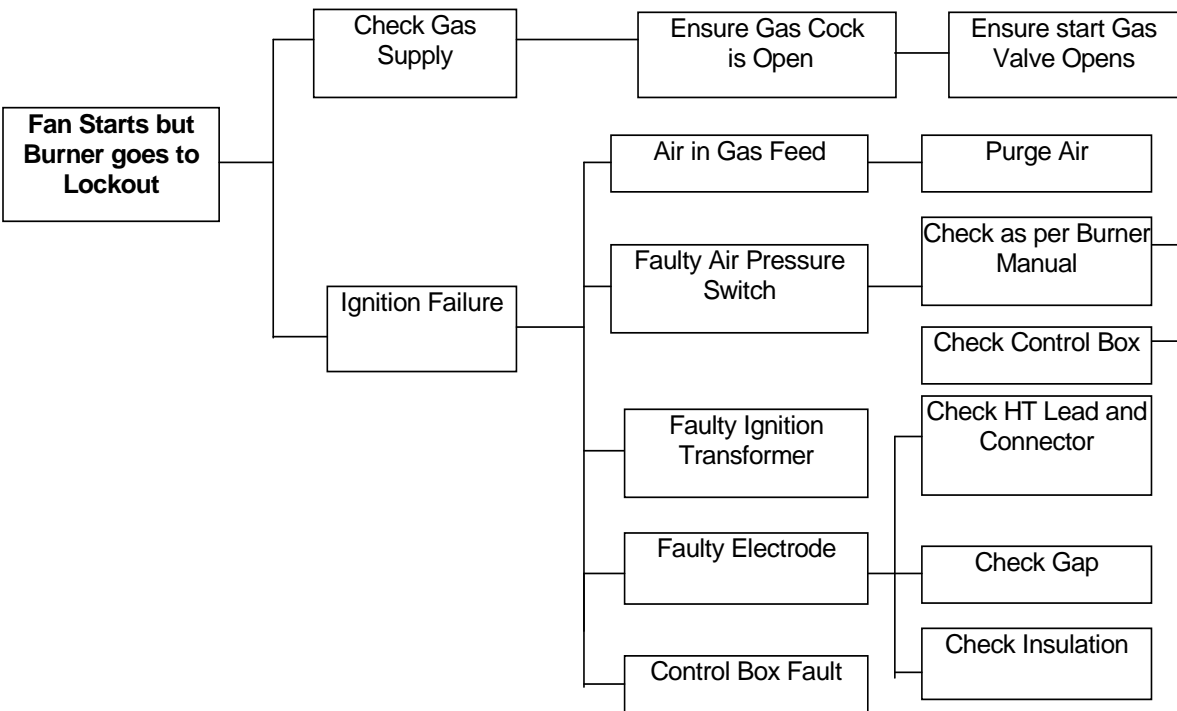 Check Gas
Supply
Ensure Gas Cock
is Open
Ensure start Gas
Valve Opens
Fan Starts but
Burner goes to
Lockout
Air in Gas Feed
Purge Air
Faulty Air Pressure
Switch
Check as per Burner
Manual
Ignition Failure
Check Control Box
Faulty Ignition
Transformer
Check HT Lead and
Connector
Faulty Electrode
Check Gap
Check Insulation
Control Box Fault